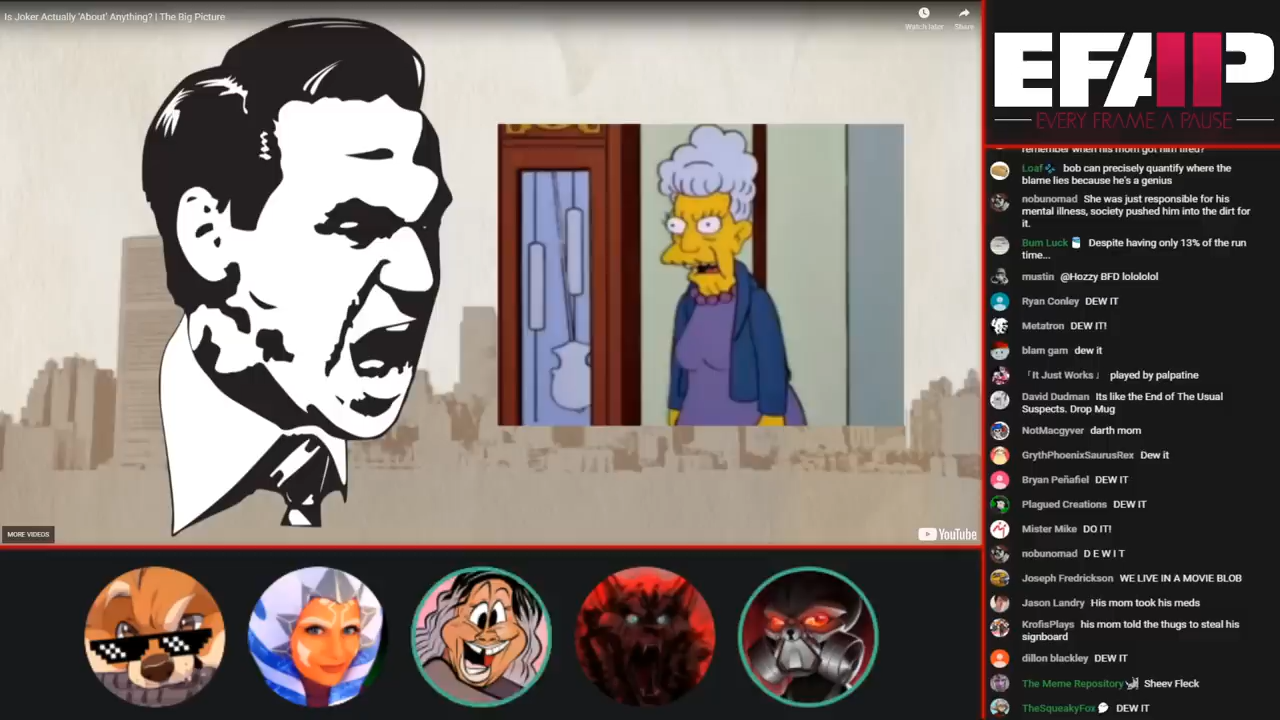 Is Joker Actually 'About' Anything? | The Big Picture
Watch later
Share
EFAP
EVERY FRAME A PAUSE
remember when his mom got him fired?
Loaf bob can precisely quantify where the
blame lies because he's a genius
nobunomad She was just responsible for his
mental illness, society pushed him into the dirt for
it.
Bum Luck Despite having only 13% of the run
time...
mustin @Hozzy BFD lolololol
Ryan Conley DEW IT
Metatron DEW IT!
blam gam dew it
「It Just Works」 played by palpatine
David Dudman Its like the End of The Usual
Suspects. Drop Mug
NotMacgyver darth mom
GrythPhoenixSaurusRex Dew it
Bryan Peñafiel DEW IT
Plagued Creations DEW IT
Mister Mike DO IT!
nobunomad D E W I T
Joseph Fredrickson WE LIVE IN A MOVIE BLOB
Jason Landry His mom took his meds
KrofisPlays his mom told the thugs to steal his
signboard
dillon blackley DEW IT
The Meme Repository Sheev Fleck
TheSqueakyFox DEW IT
MORE VIDEOS
YouTube